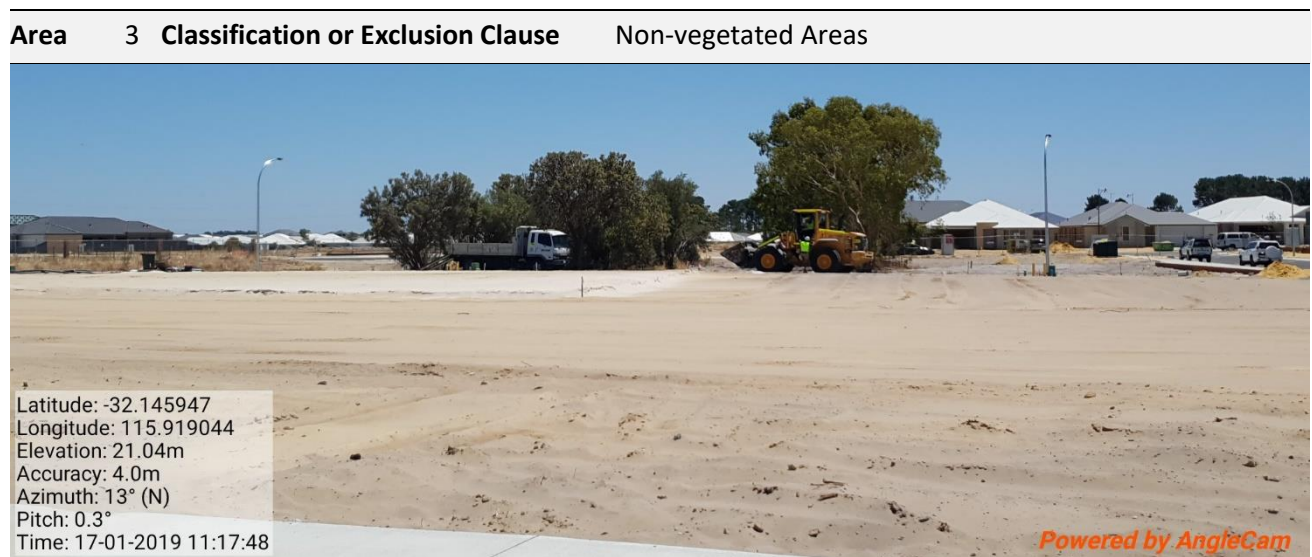 Area 3 Classification or Exclusion Clause Non-vegetated Areas
Latitude: -32.145947
Longitude: 115.919044
Elevation: 21.04m
Accuracy: 4.0m
Azimuth: 13° (N)
Pitch: 0.3°
Time: 17-01-2019 11:17:48
Powered by AngleCam